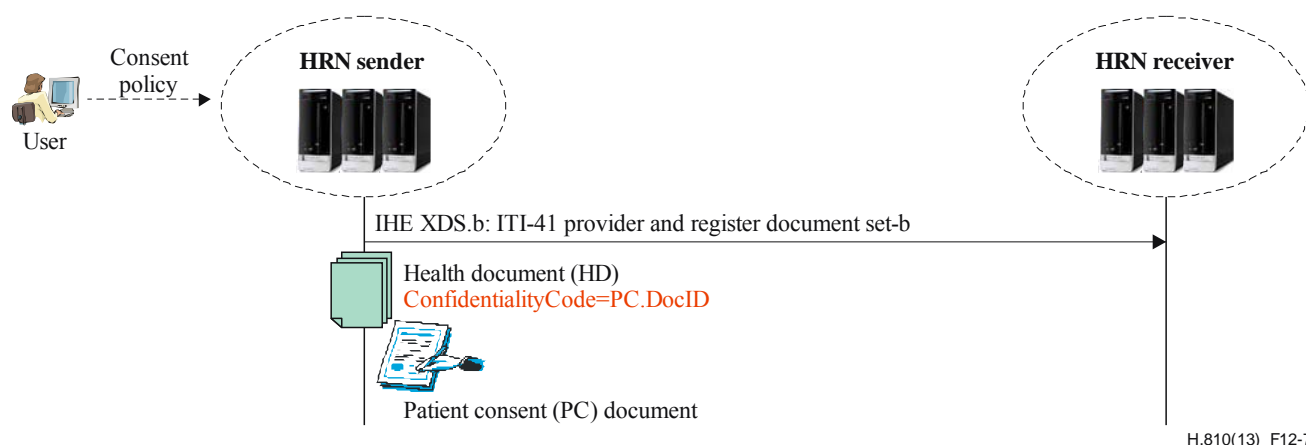 Consent
policy
User
HRN sender
HRN receiver
IHE XDS.b: ITI-41 provider and register document set-b
Health document (HD)
ConfidentialityCode=PC.DocID
Patient consent (PC) document